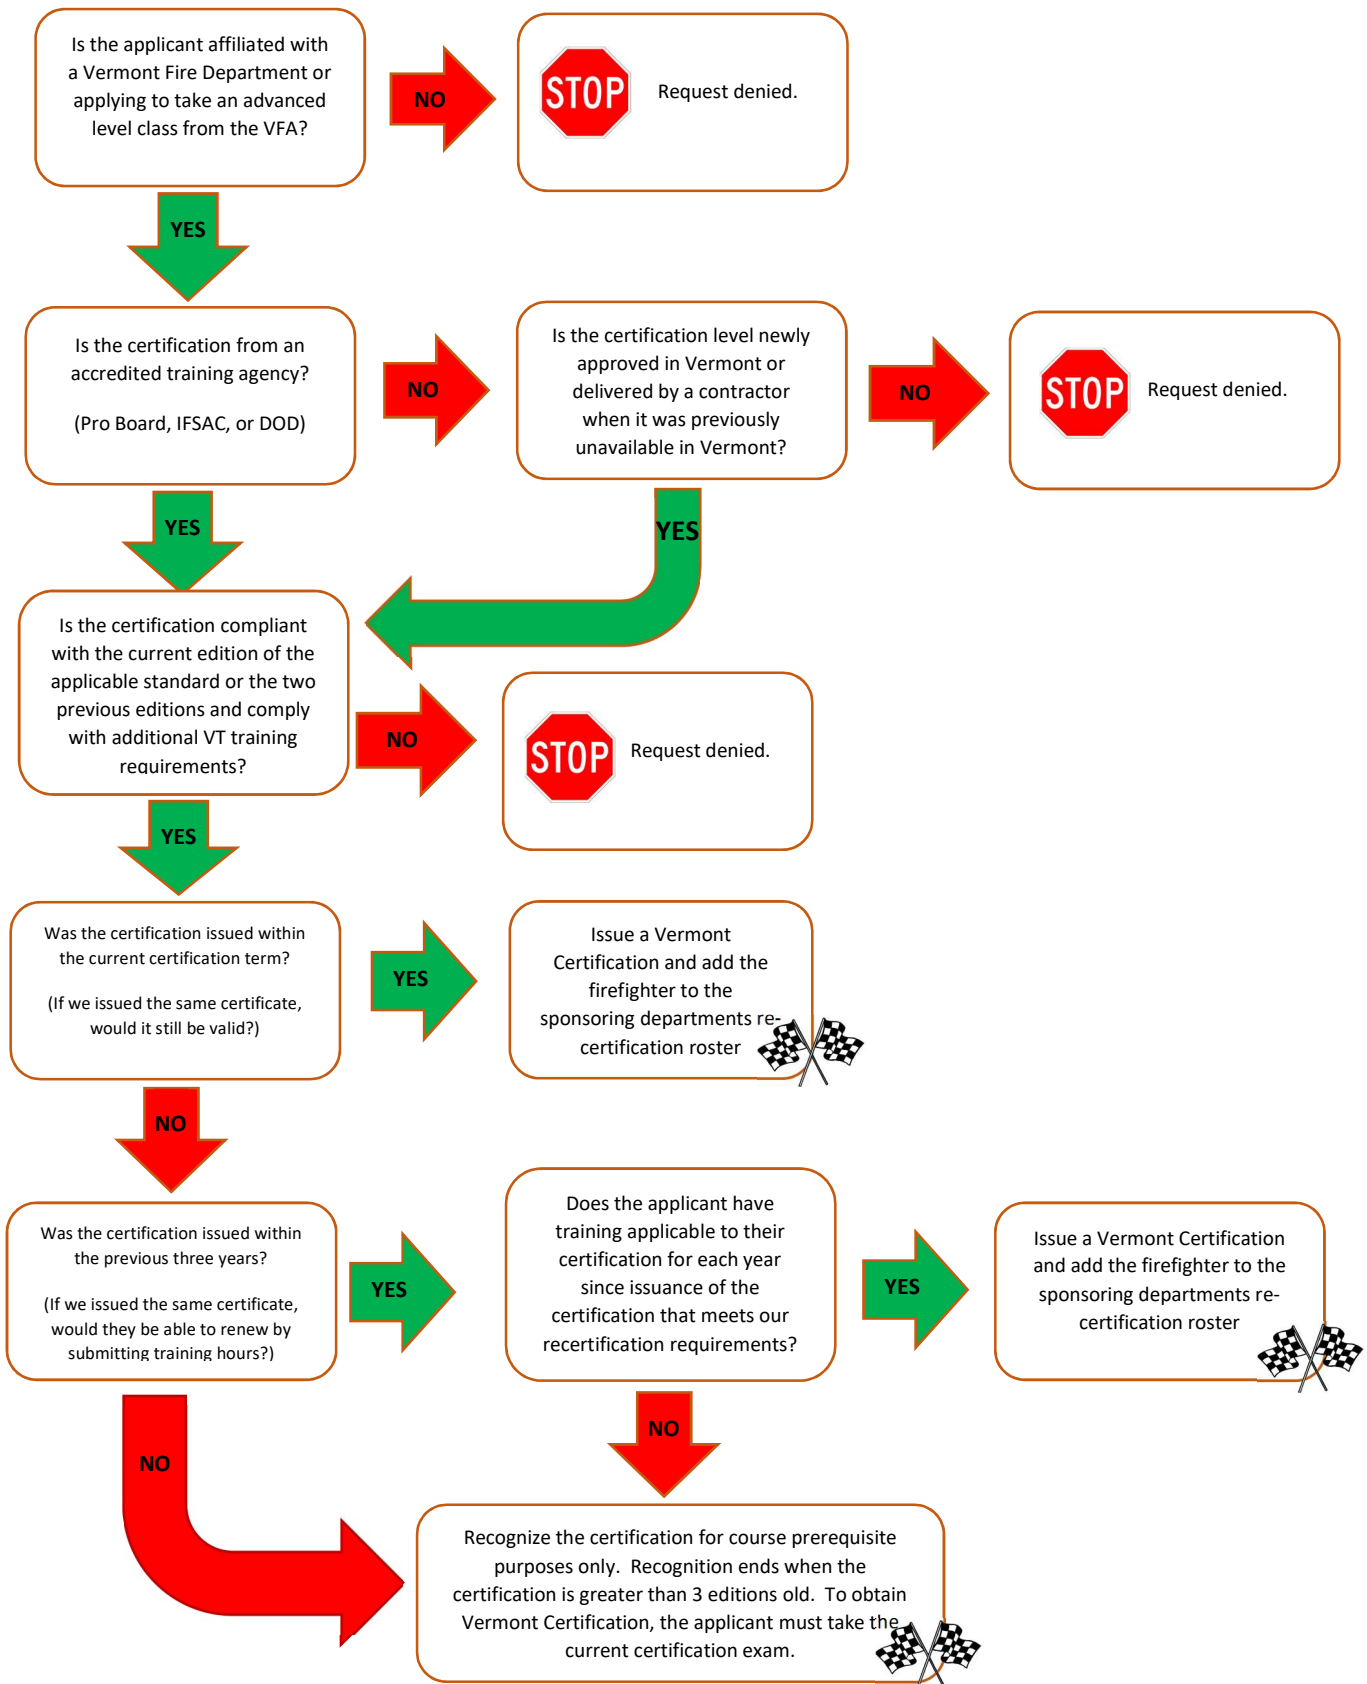 Is the applicant affiliated with
a Vermont Fire Department or
applying to take an advanced
level class from the VFA?
NO
STOP
Request denied.
YES
Is the certification from an
accredited training agency?
(Pro Board, IFSAC, or DOD)
NO
Is the certification level newly
approved in Vermont or
delivered by a contractor
when it was previously
unavailable in Vermont?
NO
STOP
Request denied.
YES
YES
Is the certification compliant
with the current edition of the
applicable standard or the two
previous editions and comply
with additional VT training
requirements?
NO
STOP
Request denied.
YES
Was the certification issued within
the current certification term?
(If we issued the same certificate,
would it still be valid?)
YES
Issue a Vermont
Certification and add the
firefighter to the
sponsoring departments re-
certification roster
NO
Was the certification issued within
the previous three years?
(If we issued the same certificate,
would they be able to renew by
submitting training hours?)
YES
Does the applicant have
training applicable to their
certification for each year
since issuance of the
certification that meets our
recertification requirements?
YES
Issue a Vermont Certification
and add the firefighter to the
sponsoring departments re-
certification roster
NO
NO
Recognize the certification for course prerequisite
purposes only.  Recognition ends when the
certification is greater than 3 editions old.  To obtain
Vermont Certification, the applicant must take the
current certification exam.